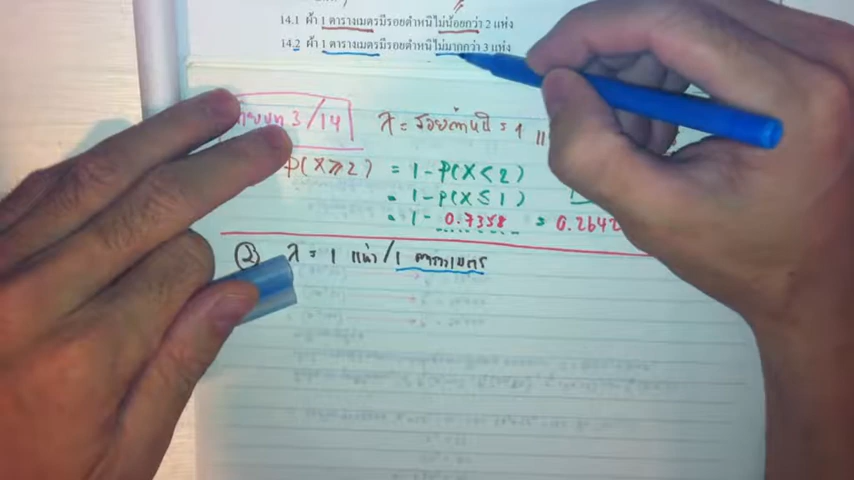 14.1 ผ้า 1 ตารางเมตรมีรอยตำหนิไม่น้อยกว่า 2 แห่ง
14.2 ผ้า 1 ตารางเมตรมีรอยตำหนิไม่มากกว่า 3 แห่ง
3/14 λ = รอยตำหนิ = 1
P(X≥2) = 1 - P(X<2)
= 1 - P(X≤1)
= 1 - 0.7358 = 0.2642
② λ = 1 แห่ง / 1 ตารางเมตร